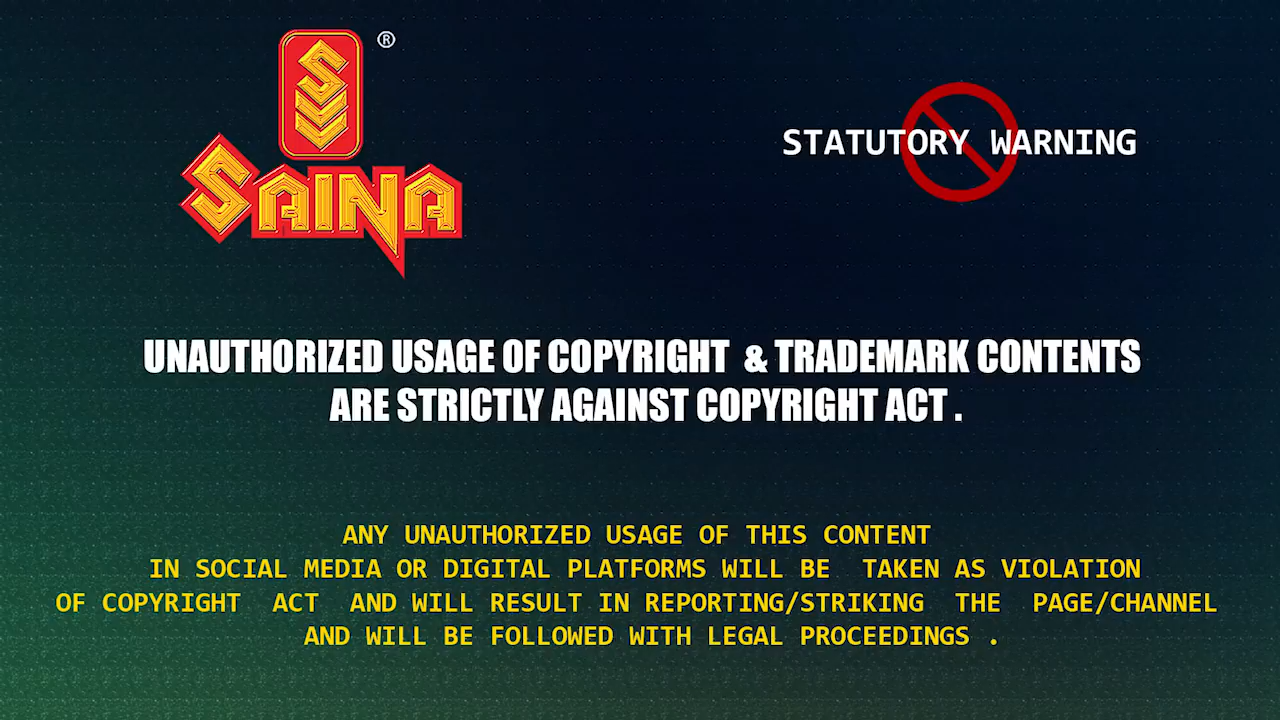 ®
SAINA
STATUTORY WARNING
UNAUTHORIZED USAGE OF COPYRIGHT & TRADEMARK CONTENTS
ARE STRICTLY AGAINST COPYRIGHT ACT .
ANY UNAUTHORIZED USAGE OF THIS CONTENT
IN SOCIAL MEDIA OR DIGITAL PLATFORMS WILL BE TAKEN AS VIOLATION
OF COPYRIGHT ACT AND WILL RESULT IN REPORTING/STRIKING THE PAGE/CHANNEL
AND WILL BE FOLLOWED WITH LEGAL PROCEEDINGS .